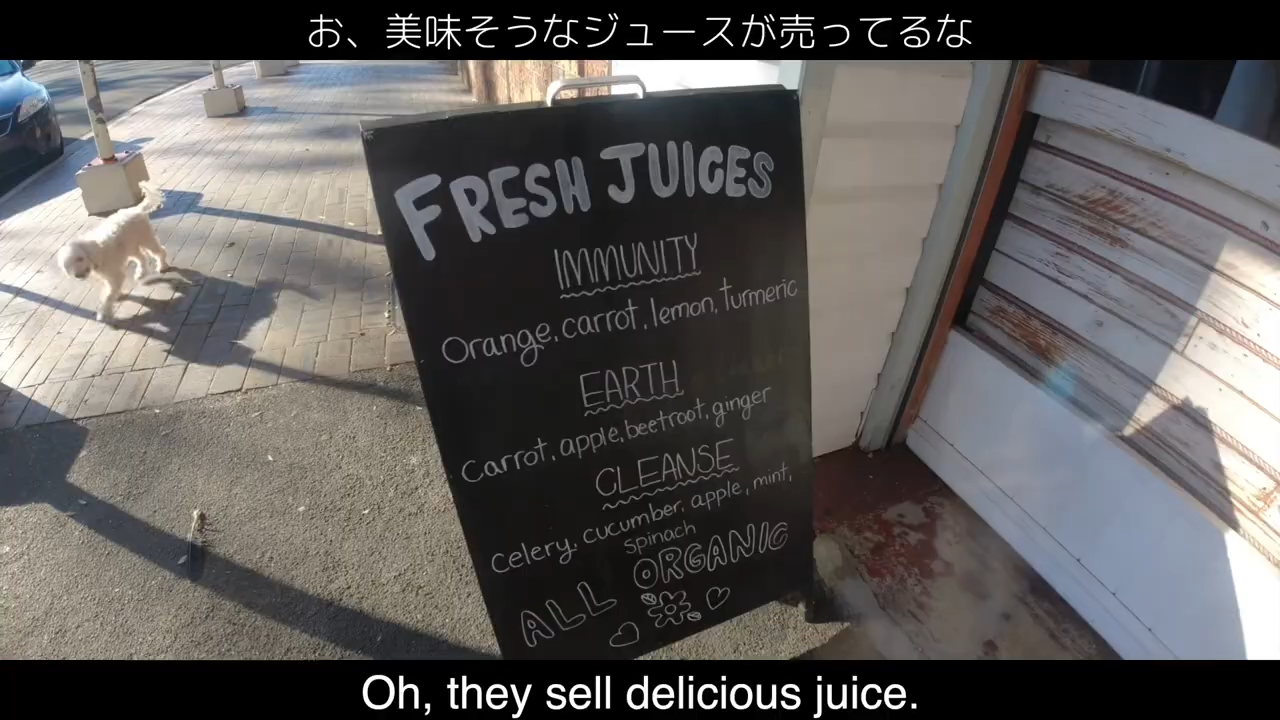 お、美味そうなジュースが売ってるな
FRESH JUICES
IMMUNITY
Orange, carrot, lemon, turmeric
EARTH
Carrot, apple, beetroot, ginger
CLEANSE
Celery, cucumber, apple, mint,
spinach
ALL ORGANIC
Oh, they sell delicious juice.